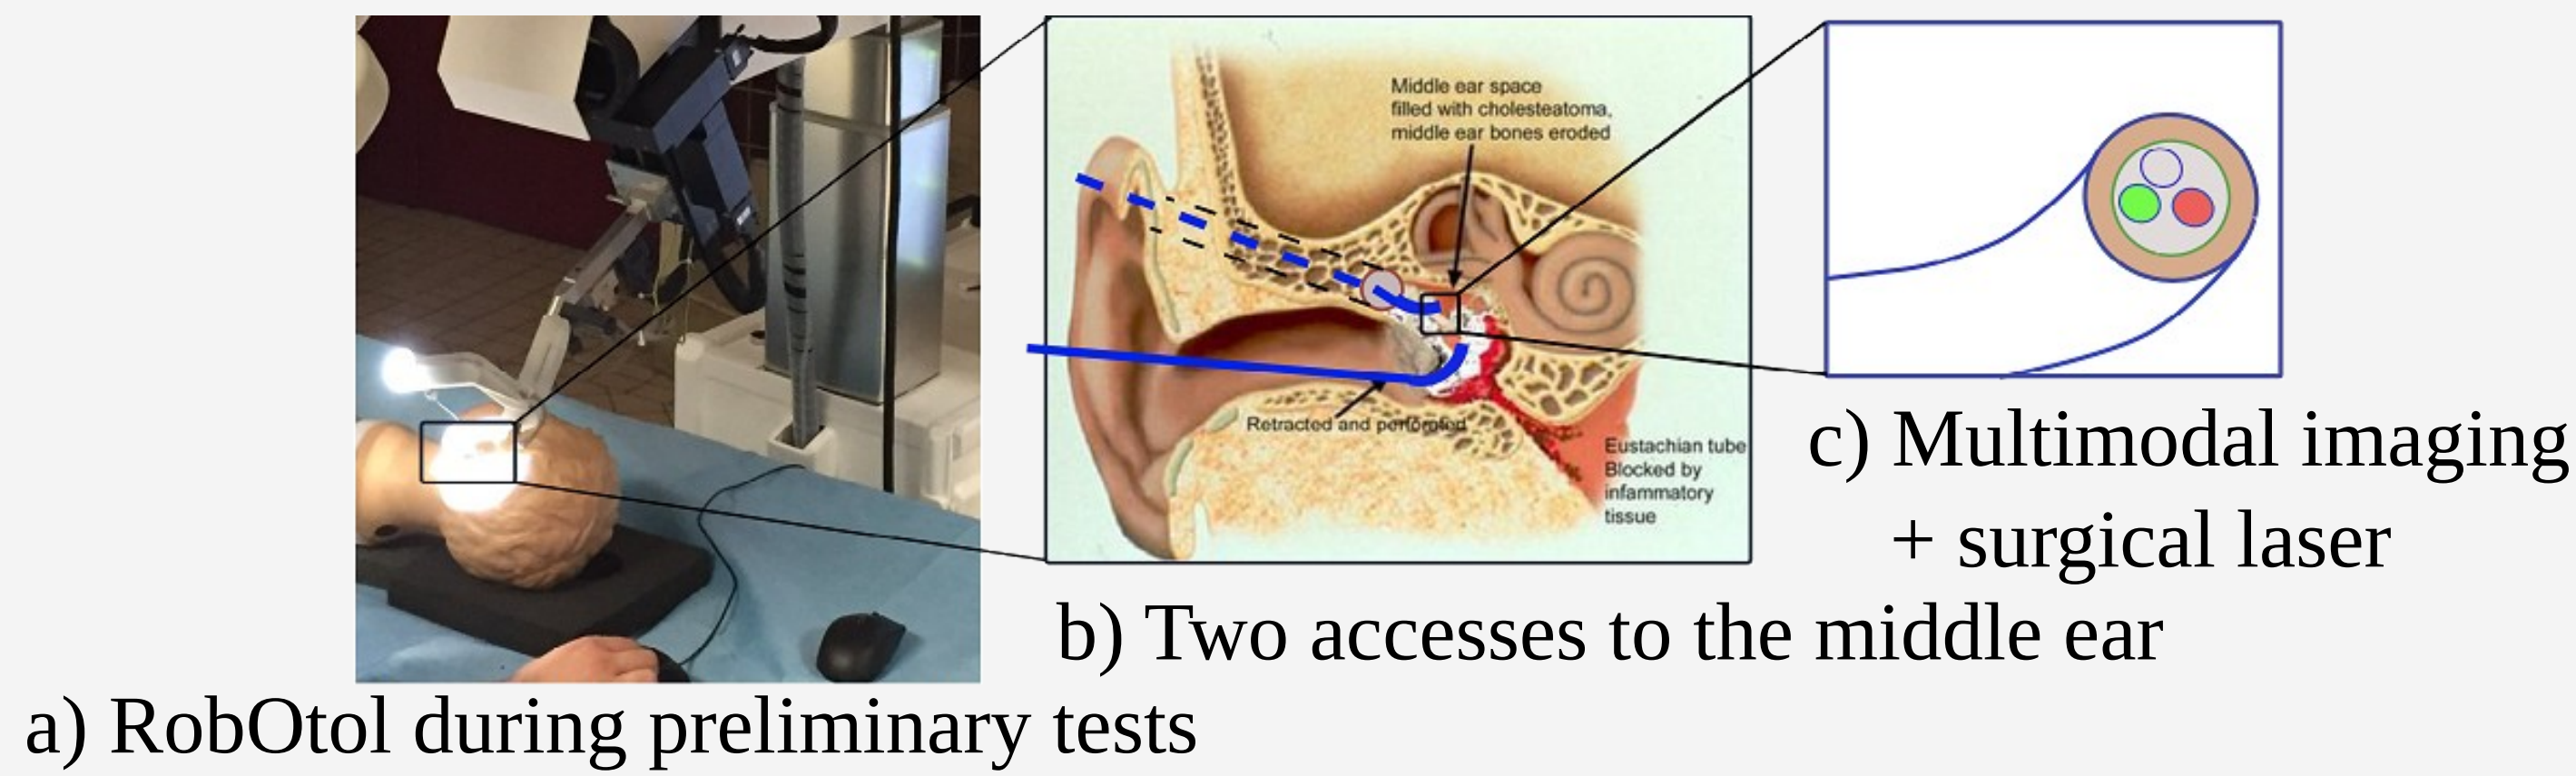 Middle ear space
filled with cholesteatoma,
middle ear bones eroded
Retracted and perforated
Eustachian tube
Blocked by
infammatory
tissue
c) Multimodal imaging
+ surgical laser
b) Two accesses to the middle ear
a) RobOtol during preliminary tests